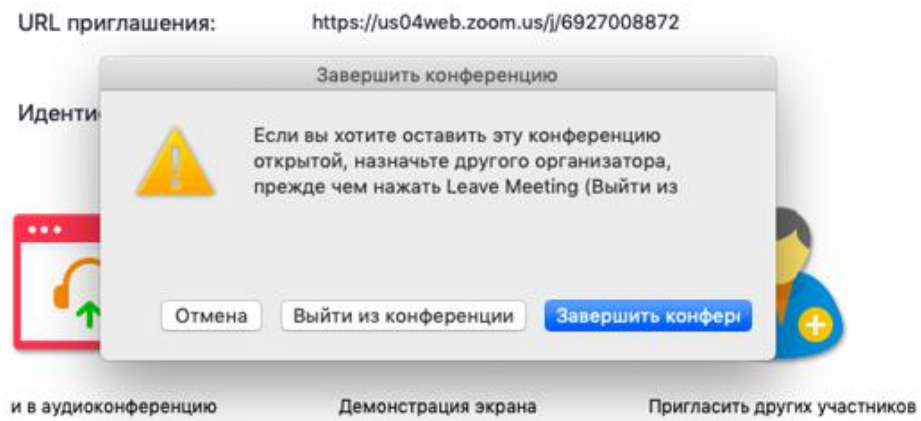 URL приглашения: https://us04web.zoom.us/j/6927008872
Завершить конференцию
Иденти
Если вы хотите оставить эту конференцию
открытой, назначьте другого организатора,
прежде чем нажать Leave Meeting (Выйти из
Отмена Выйти из конференции Завершить конфере
и в аудиоконференцию Демонстрация экрана Пригласить других участников